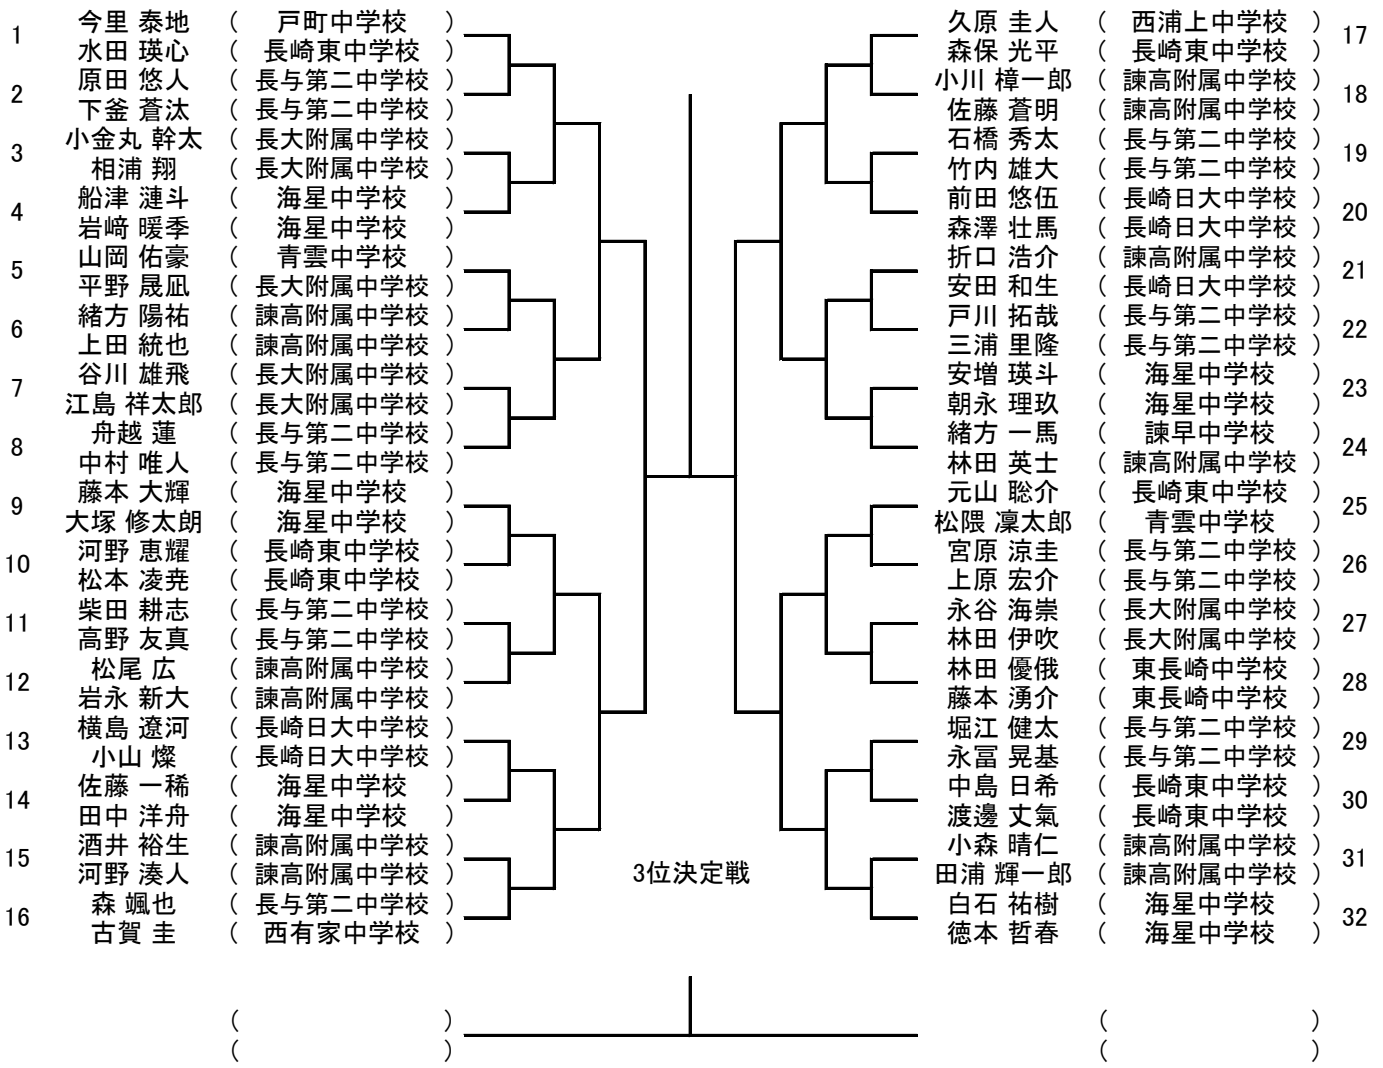 1 今里 泰地 ( 戸町中学校 )
水田 瑛心 ( 長崎東中学校 )
2 原田 悠人 ( 長与第二中学校 )
下釜 蒼汰 ( 長与第二中学校 )
3 小金丸 幹太 ( 長大附属中学校 )
相浦 翔 ( 長大附属中学校 )
4 船津 漣斗 ( 海星中学校 )
岩﨑 暖季 ( 海星中学校 )
5 山岡 佑豪 ( 青雲中学校 )
平野 晟凪 ( 長大附属中学校 )
6 緒方 陽祐 ( 諫高附属中学校 )
上田 統也 ( 諫高附属中学校 )
7 谷川 雄飛 ( 長大附属中学校 )
江島 祥太郎 ( 長大附属中学校 )
8 舟越 蓮 ( 長与第二中学校 )
中村 唯人 ( 長与第二中学校 )
9 藤本 大輝 ( 海星中学校 )
大塚 修太朗 ( 海星中学校 )
10 河野 恵耀 ( 長崎東中学校 )
松本 凌尭 ( 長崎東中学校 )
11 柴田 耕志 ( 長与第二中学校 )
高野 友真 ( 長与第二中学校 )
12 松尾 広 ( 諫高附属中学校 )
岩永 新大 ( 諫高附属中学校 )
13 横島 遼河 ( 長崎日大中学校 )
小山 燦 ( 長崎日大中学校 )
14 佐藤 一稀 ( 海星中学校 )
田中 洋舟 ( 海星中学校 )
15 酒井 裕生 ( 諫高附属中学校 )
河野 湊人 ( 諫高附属中学校 )
16 森 颯也 ( 長与第二中学校 )
古賀 圭 ( 西有家中学校 )
久原 圭人 ( 西浦上中学校 ) 17
森保 光平 ( 長崎東中学校 )
小川 樟一郎 ( 諫高附属中学校 ) 18
佐藤 蒼明 ( 諫高附属中学校 )
石橋 秀太 ( 長与第二中学校 ) 19
竹内 雄大 ( 長与第二中学校 )
前田 悠伍 ( 長崎日大中学校 ) 20
森澤 壮馬 ( 長崎日大中学校 )
折口 浩介 ( 諫高附属中学校 ) 21
安田 和生 ( 長崎日大中学校 )
戸川 拓哉 ( 長与第二中学校 ) 22
三浦 里隆 ( 長与第二中学校 )
安増 瑛斗 ( 海星中学校 ) 23
朝永 理玖 ( 海星中学校 )
緒方 一馬 ( 諫早中学校 ) 24
林田 英士 ( 諫高附属中学校 )
元山 聡介 ( 長崎東中学校 ) 25
松隈 凜太郎 ( 青雲中学校 )
宮原 涼圭 ( 長与第二中学校 ) 26
上原 宏介 ( 長与第二中学校 )
永谷 海崇 ( 長大附属中学校 ) 27
林田 伊吹 ( 長大附属中学校 )
林田 優俄 ( 東長崎中学校 ) 28
藤本 湧介 ( 東長崎中学校 )
堀江 健太 ( 長与第二中学校 ) 29
永冨 晃基 ( 長与第二中学校 )
中島 日希 ( 長崎東中学校 ) 30
渡邊 丈氣 ( 長崎東中学校 )
小森 晴仁 ( 諫高附属中学校 ) 31
田浦 輝一郎 ( 諫高附属中学校 )
白石 祐樹 ( 海星中学校 ) 32
徳本 哲春 ( 海星中学校 )
3位決定戦
( ) ( )
( ) ( )